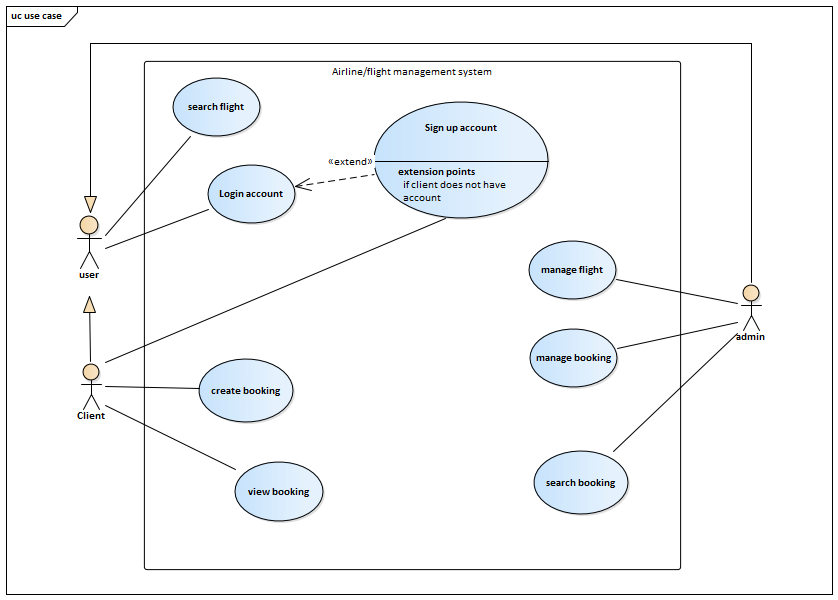 uc use case
Airline/flight management system
search flight
Sign up account
«extend»
extension points
if client does not have
account
Login account
user
manage flight
admin
manage booking
create booking
Client
view booking
search booking